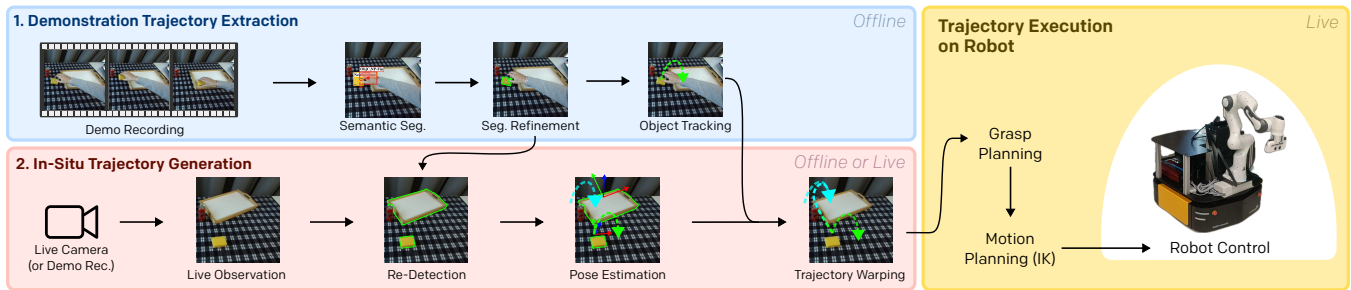 1. Demonstration Trajectory Extraction
Offline
Demo Recording
Semantic Seg.
Seg. Refinement
Object Tracking
2. In-Situ Trajectory Generation
Offline or Live
Live Camera
(or Demo Rec.)
Live Observation
Re-Detection
Pose Estimation
Trajectory Warping
Trajectory Execution
on Robot
Live
Grasp
Planning
Motion
Planning (IK)
Robot Control